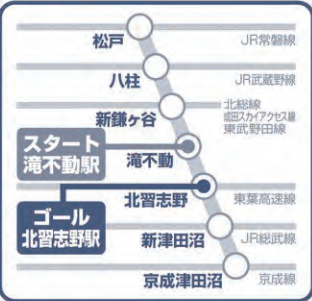 松戸
JR常磐線
八柱
JR武蔵野線
新鎌ヶ谷
北総線
成田スカイアクセス線
東武野田線
スタート
滝不動駅
滝不動
北習志野
東葉高速線
ゴール
北習志野駅
新津田沼
JR総武線
京成津田沼
京成線